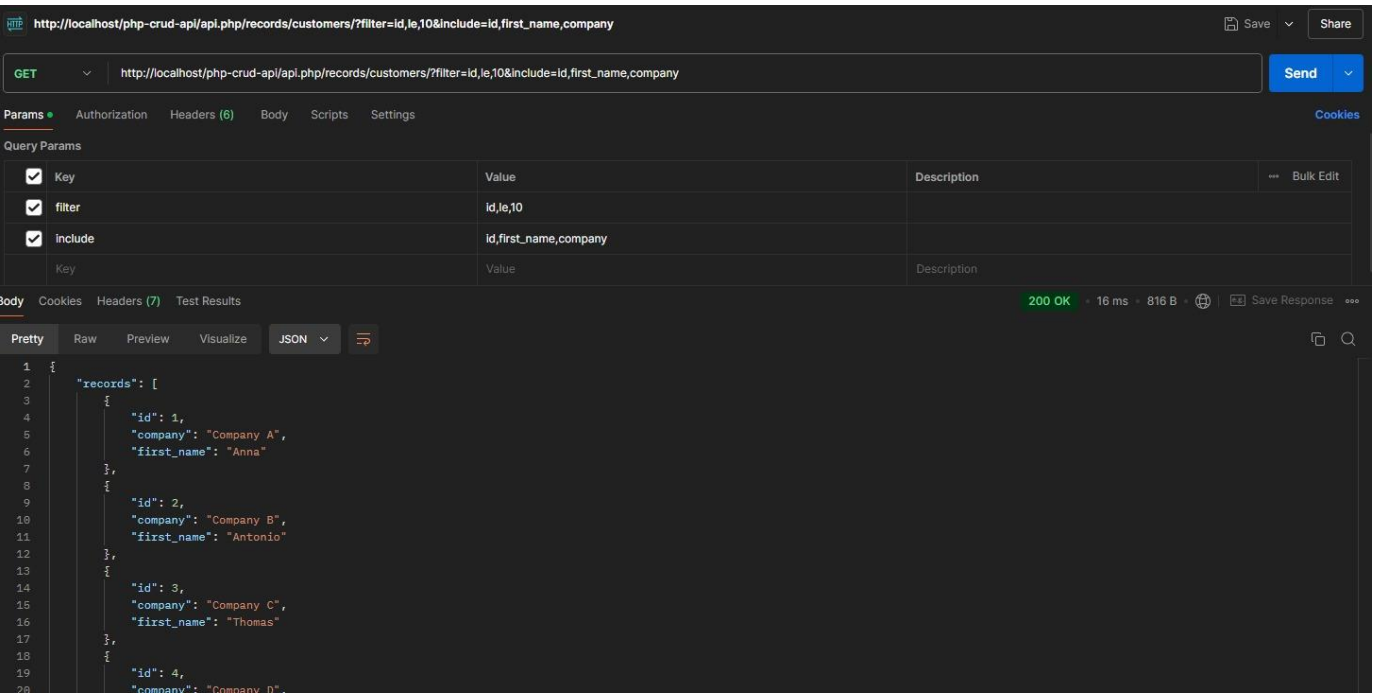 HTTP http://localhost/php-crud-api/api.php/records/customers/?filter=id,le,10&include=id,first_name,company Save Share
GET http://localhost/php-crud-api/api.php/records/customers/?filter=id,le,10&include=id,first_name,company Send
Params Authorization Headers (6) Body Scripts Settings Cookies
Query Params
Key Value Description Bulk Edit
filter id,le,10
include id,first_name,company
Key Value Description
Body Cookies Headers (7) Test Results 200 OK 16 ms 816 B Save Response
Pretty Raw Preview Visualize JSON
1 {
2 "records": [
3 {
4 "id": 1,
5 "company": "Company A",
6 "first_name": "Anna"
7 },
8 {
9 "id": 2,
10 "company": "Company B",
11 "first_name": "Antonio"
12 },
13 {
14 "id": 3,
15 "company": "Company C",
16 "first_name": "Thomas"
17 },
18 {
19 "id": 4,
20 "company": "Company D",